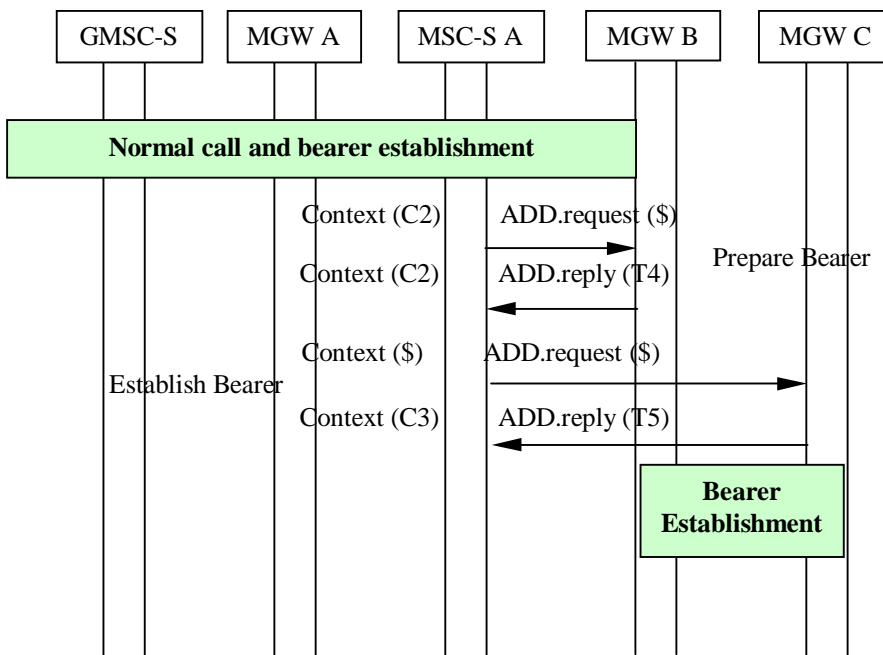 GMSC-S MGW A MSC-S A MGW B MGW C
Normal call and bearer establishment
Context (C2) ADD.request ($)
Prepare Bearer
Context (C2) ADD.reply (T4)
Context ($) ADD.request ($)
Establish Bearer
Context (C3) ADD.reply (T5)
Bearer
Establishment